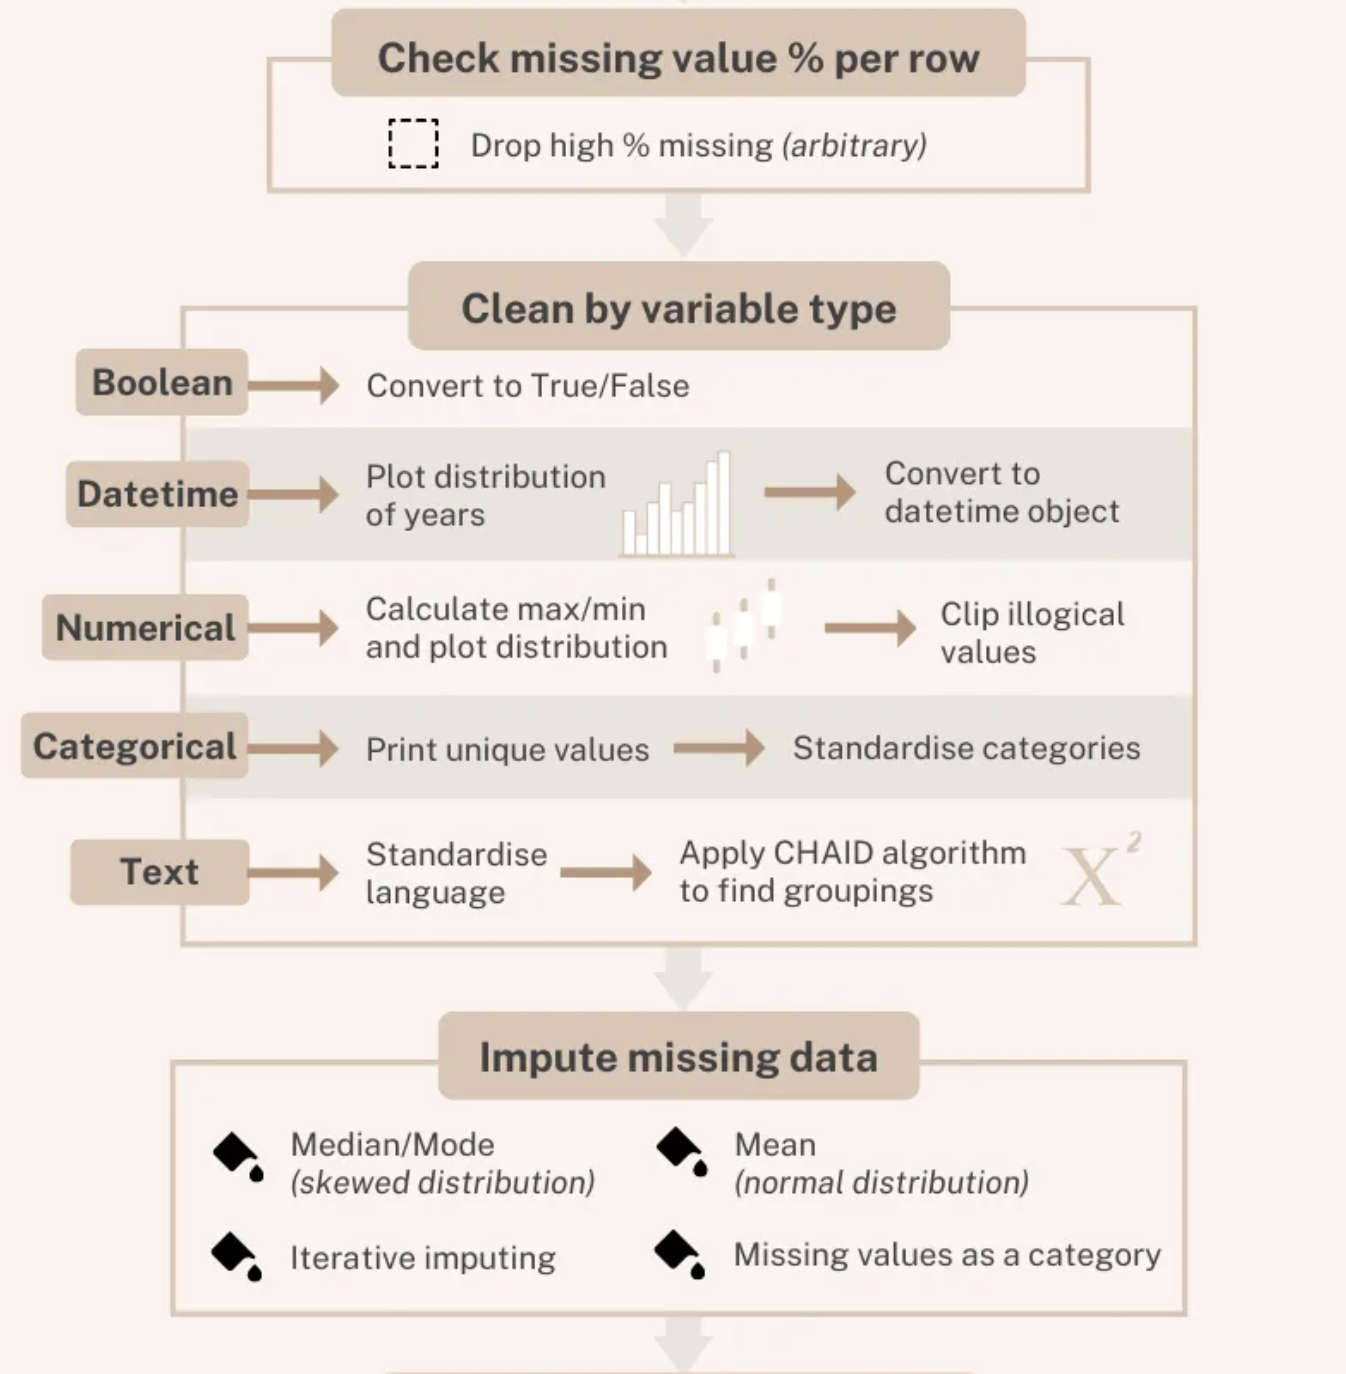 Check missing value % per row
Drop high % missing (arbitrary)
Clean by variable type
Boolean
Convert to True/False
Datetime
Plot distribution
of years
Convert to
datetime object
Numerical
Calculate max/min
and plot distribution
Clip illogical
values
Categorical
Print unique values
Standardise categories
Text
Standardise
language
Apply CHAID algorithm
to find groupings
X²
Impute missing data
Median/Mode
(skewed distribution)
Mean
(normal distribution)
Iterative imputing
Missing values as a category